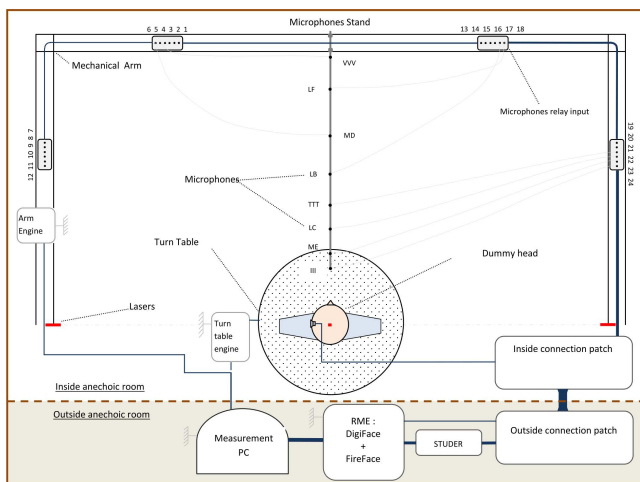 Microphones Stand
6 5 4 3 2 1
13 14 15 16 17 18
VVV
Mechanical Arm
LF
Microphones relay input
MD
12 11 10 9 8 7
19 20 21 22 23 24
LB
Microphones
TTT
Arm
Engine
LC
Turn Table
ME
Dummy head
III
Lasers
Turn
table
engine
Inside connection patch
Inside anechoic room
Outside anechoic room
RME :
DigiFace
+
FireFace
Measurement
PC
STUDER
Outside connection patch